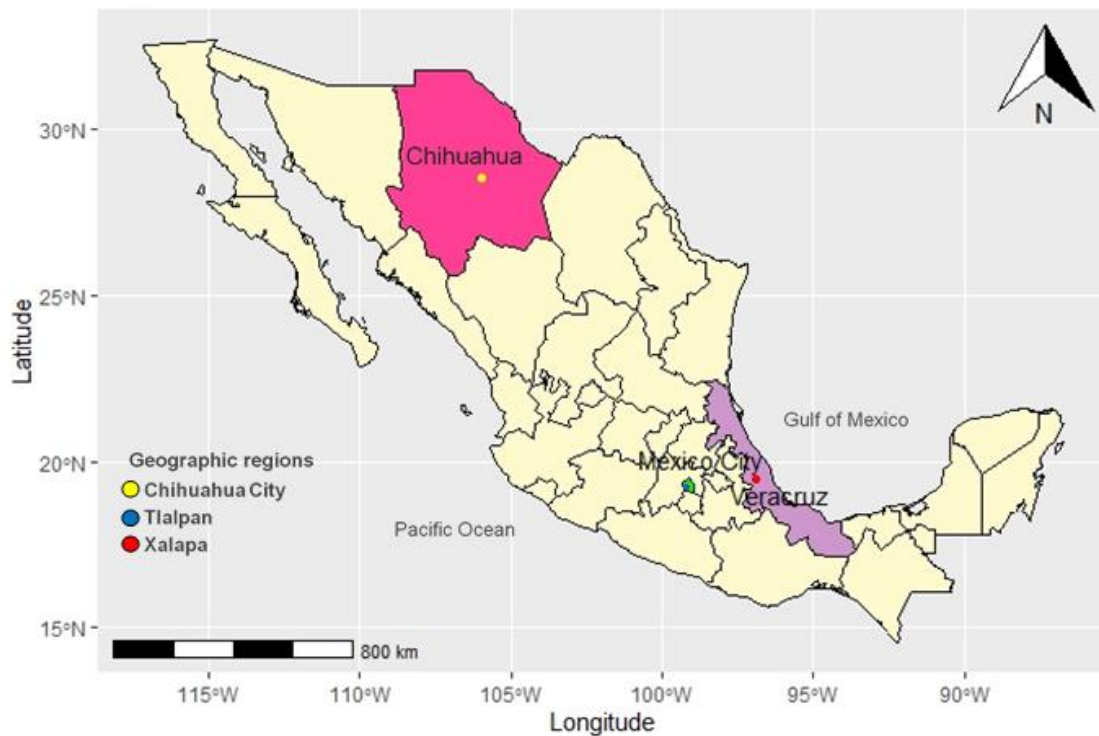 N
30°N
Chihuahua
25°N
Latitude
Gulf of Mexico
20°N
Mexico City
Geographic regions
Chihuahua City
Veracruz
Tlalpan
Pacific Ocean
Xalapa
15°N
800 km
115°W 110°W 105°W 100°W 95°W 90°W
Longitude